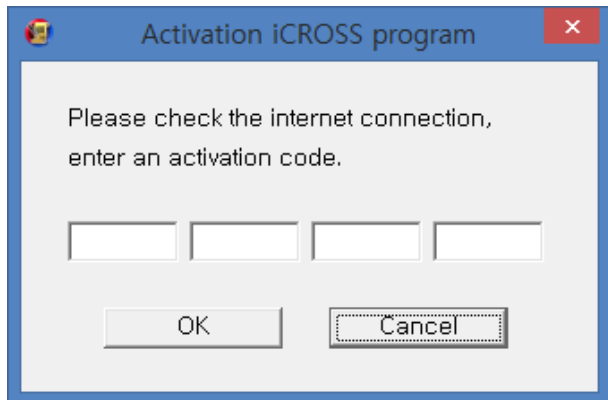 Activation iCROSS program
Please check the internet connection,
enter an activation code.
OK
Cancel